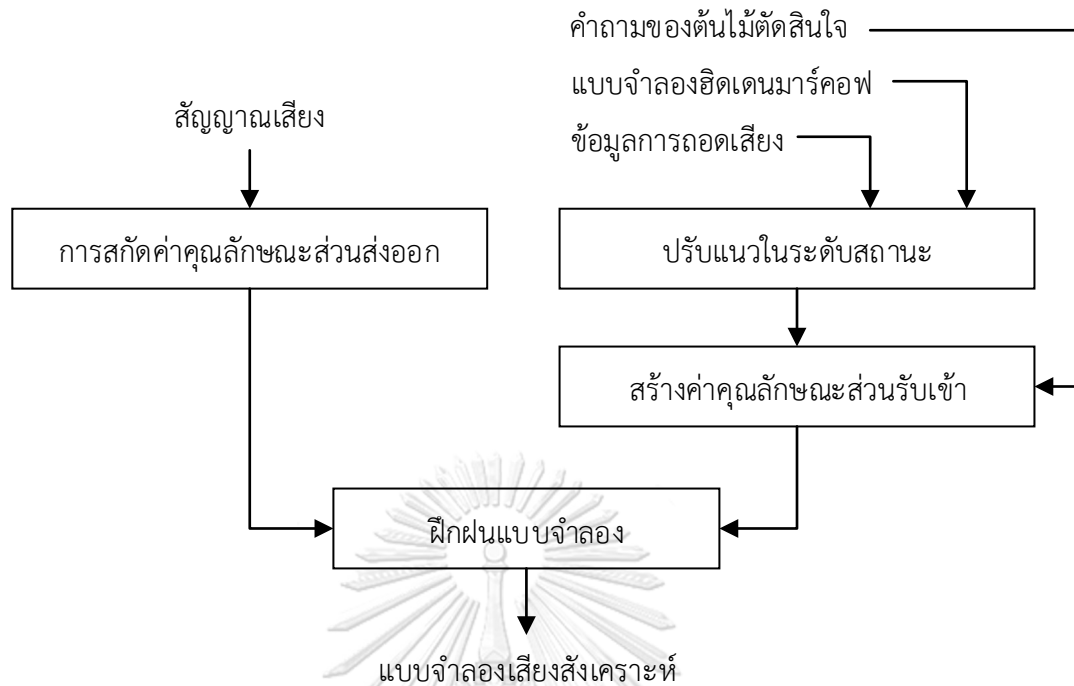 คำถามของต้นไม้ตัดสินใจ
แบบจำลองฮิดเดนมาร์คอฟ
สัญญาณเสียง
ข้อมูลการถอดเสียง
การสกัดค่าคุณลักษณะส่วนส่งออก
ปรับแนวในระดับสถานะ
สร้างค่าคุณลักษณะส่วนรับเข้า
ฝึกฝนแบบจำลอง
แบบจำลองเสียงสังเคราะห์